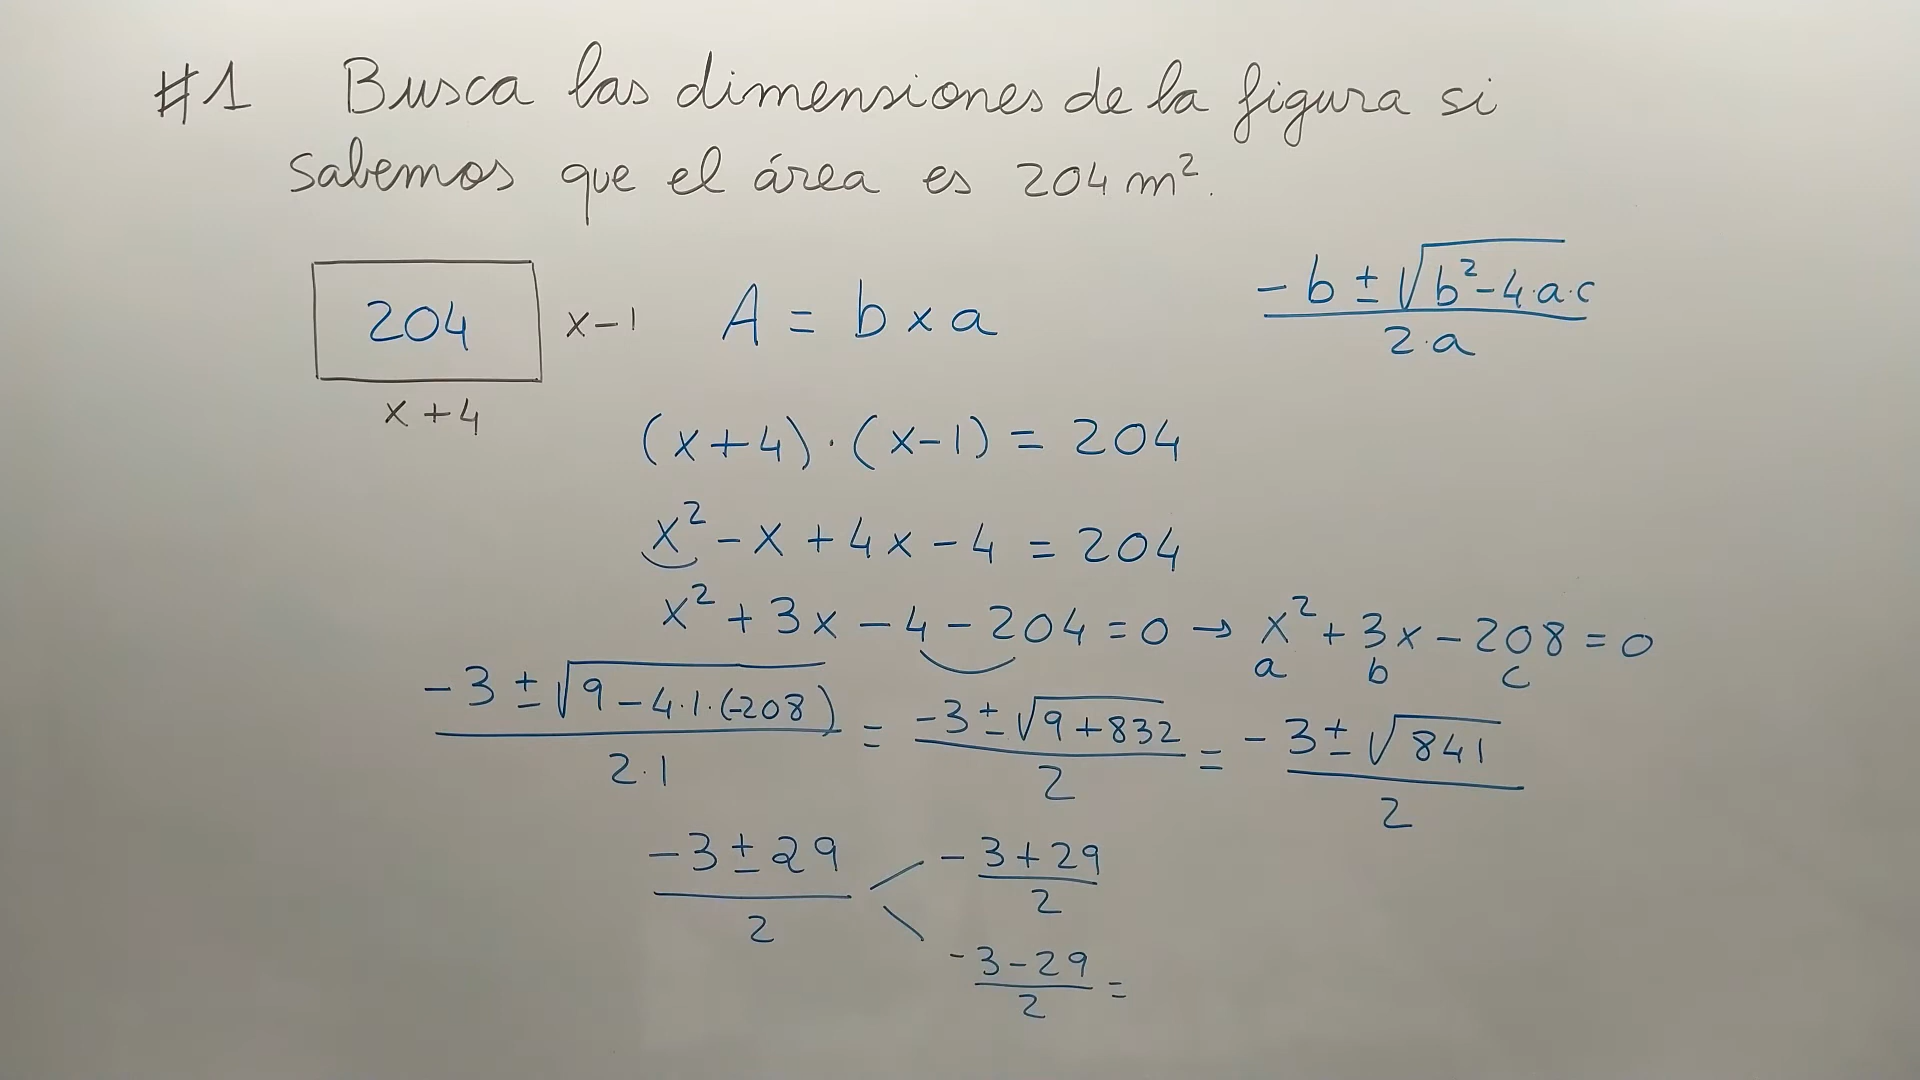 #1 Busca las dimensiones de la figura si
sabemos que el área es 204 m².
204
x-1
x+4
A = b x a
-b ± √b²-4·a·c
2·a
(x+4)·(x-1) = 204
x² - x + 4x - 4 = 204
x² + 3x - 4 - 204 = 0 → x² + 3x - 208 = 0
a b c
-3 ± √9-4·1·(-208) = -3 ± √9+832 = -3 ± √841
2·1 2 2
-3 ± 29
2
-3+29
2
-3-29 =
2